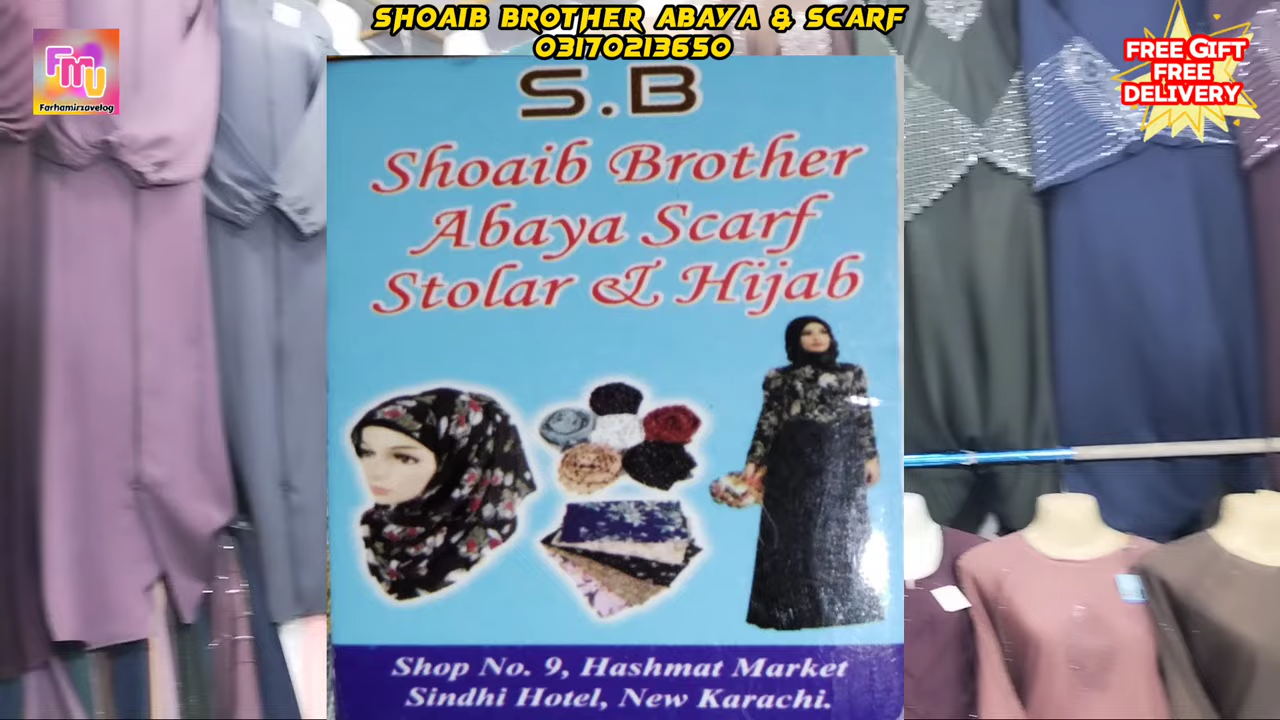 SHOAIB BROTHER ABAYA & SCARF
03170213650
FMV
Farhamirzavelog
FREE GIFT
FREE
DELIVERY
S.B
Shoaib Brother
Abaya Scarf
Stolar & Hijab
Shop No. 9, Hashmat Market
Sindhi Hotel, New Karachi.